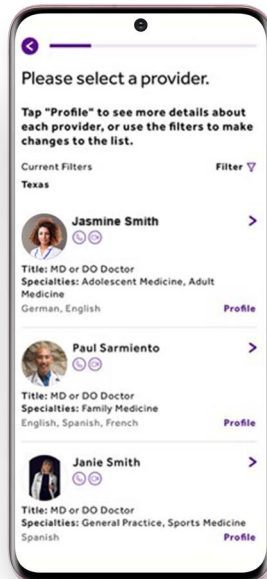 Please select a provider.
Tap "Profile" to see more details about
each provider, or use the filters to make
changes to the list.
Current Filters
Filter
Texas
Jasmine Smith
Title: MD or DO Doctor
Specialties: Adolescent Medicine, Adult
Medicine
German, English
Profile
Paul Sarmiento
Title: MD or DO Doctor
Specialties: Family Medicine
English, Spanish, French
Profile
Janie Smith
Title: MD or DO Doctor
Specialties: General Practice, Sports Medicine
Spanish
Profile